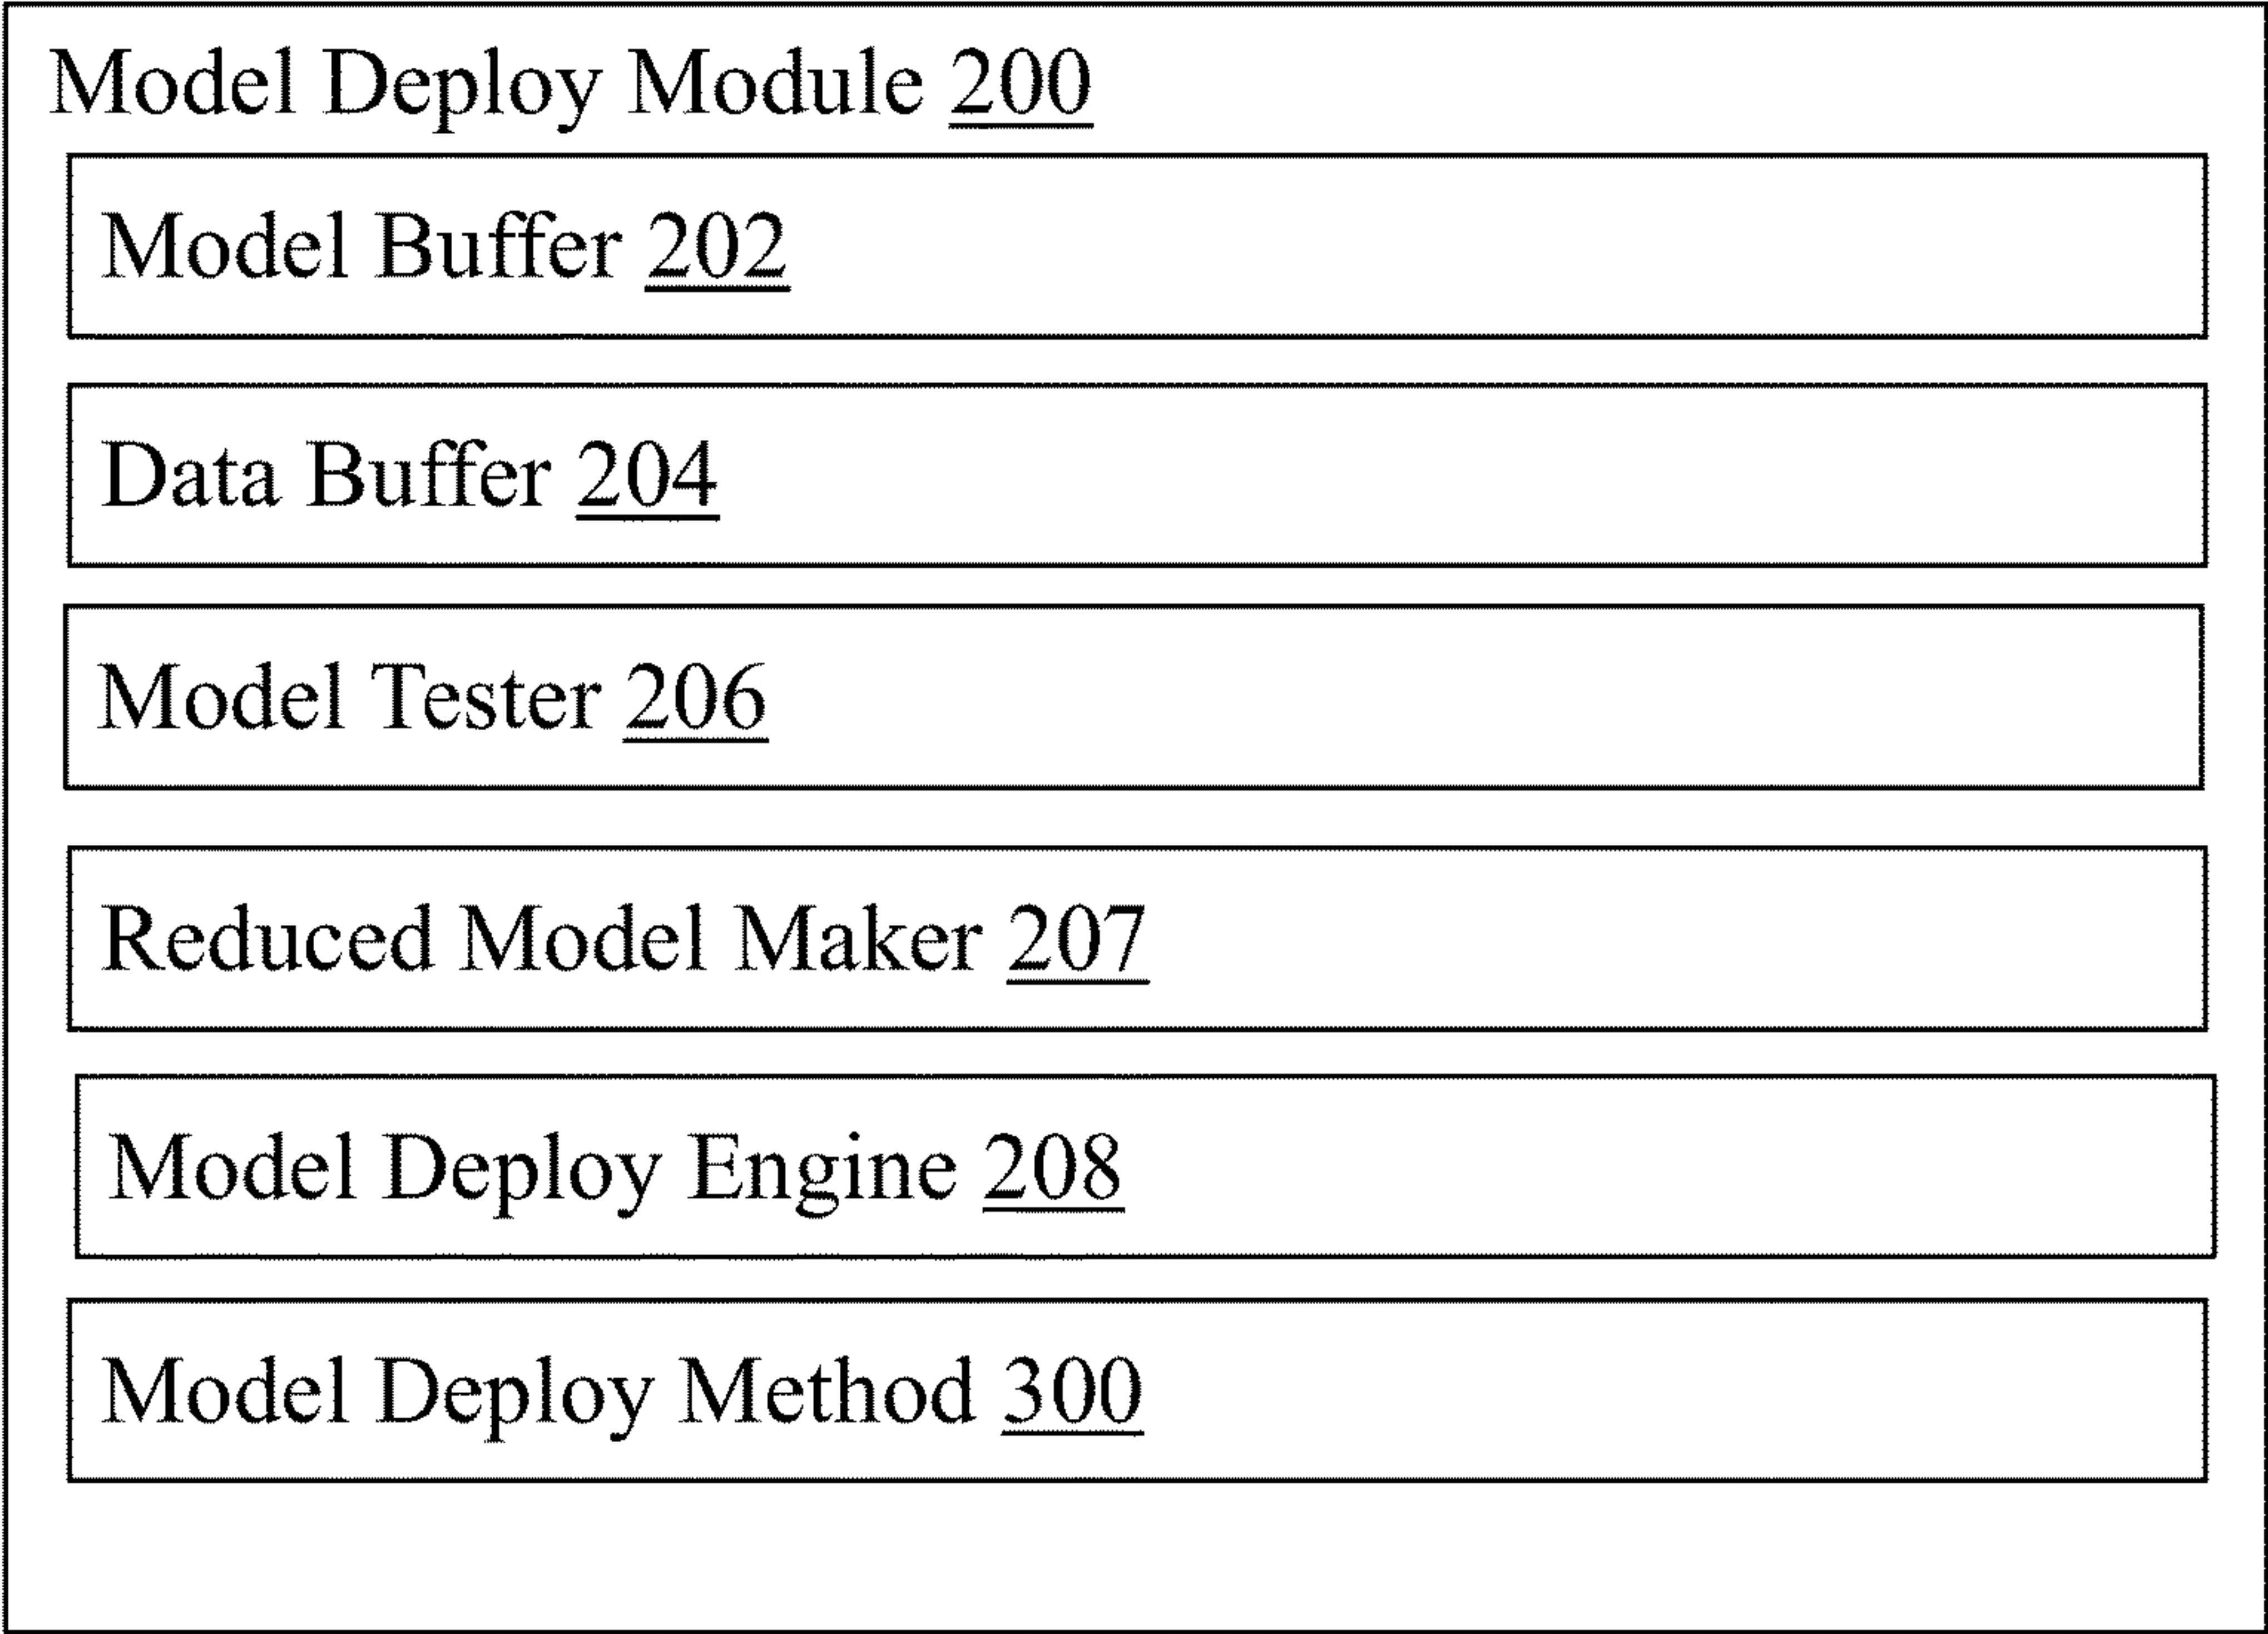 Model Deploy Module 200
Model Buffer 202
Data Buffer 204
Model Tester 206
Reduced Model Maker 207
Model Deploy Engine 208
Model Deploy Method 300